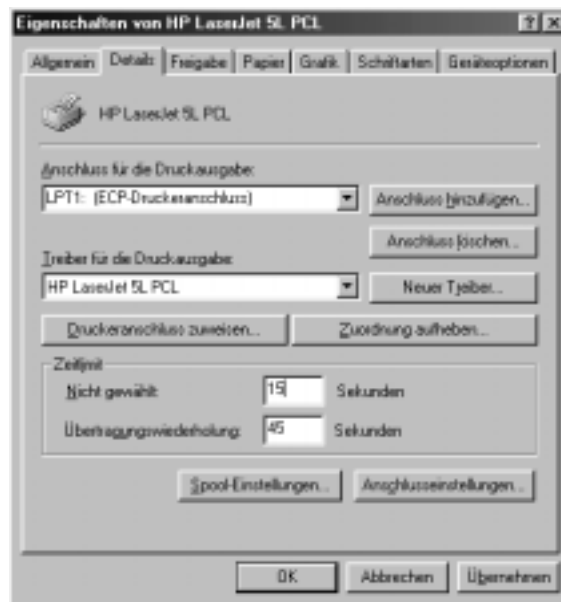 Eigenschaften von HP LaserJet 5L PCL
Allgemein Details Freigabe Papier Grafik Schriftarten Geräteoptionen
HP LaserJet 5L PCL
Anschluss für die Druckausgabe:
LPT1: (ECP-Druckeranschluss)
Anschluss hinzufügen...
Anschluss löschen...
Treiber für die Druckausgabe:
HP LaserJet 5L PCL
Neuer Treiber...
Druckeranschluss zuweisen... Zuordnung aufheben...
Zeitlimit
Nicht gewählt: 15 Sekunden
Übertragungswiederholung: 45 Sekunden
Spool-Einstellungen... Anschlusseinstellungen...
OK Abbrechen Übernehmen